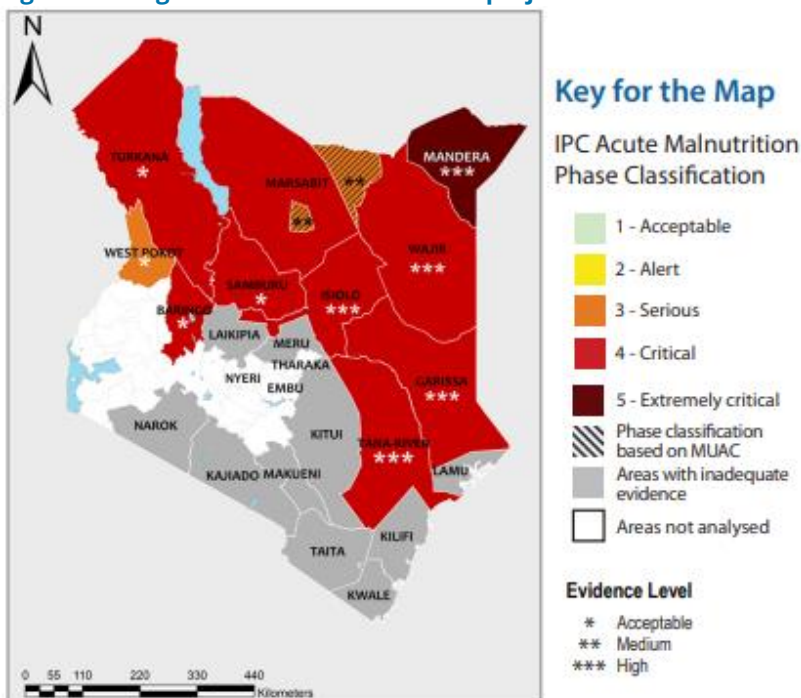 N
TURKANA
*
MARSABIT
**
**
MANDERA
***
WEST POKOT
*
WAJIR
***
SAMBURU
*
ISIOLO
***
BARINGO
*
LAIKIPIA
MERU
THARAKA
NYERI
EMBU
GARISSA
***
NAROK
KITUI
TANA-RIVER
***
LAMU
KAJIADO
MAKUENI
KILIFI
TAITA
KWALE
0 55 110 220 330 440
Kilometers
Key for the Map
IPC Acute Malnutrition
Phase Classification
1 - Acceptable
2 - Alert
3 - Serious
4 - Critical
5 - Extremely critical
Phase classification
based on MUAC
Areas with inadequate
evidence
Areas not analysed
Evidence Level
* Acceptable
** Medium
*** High